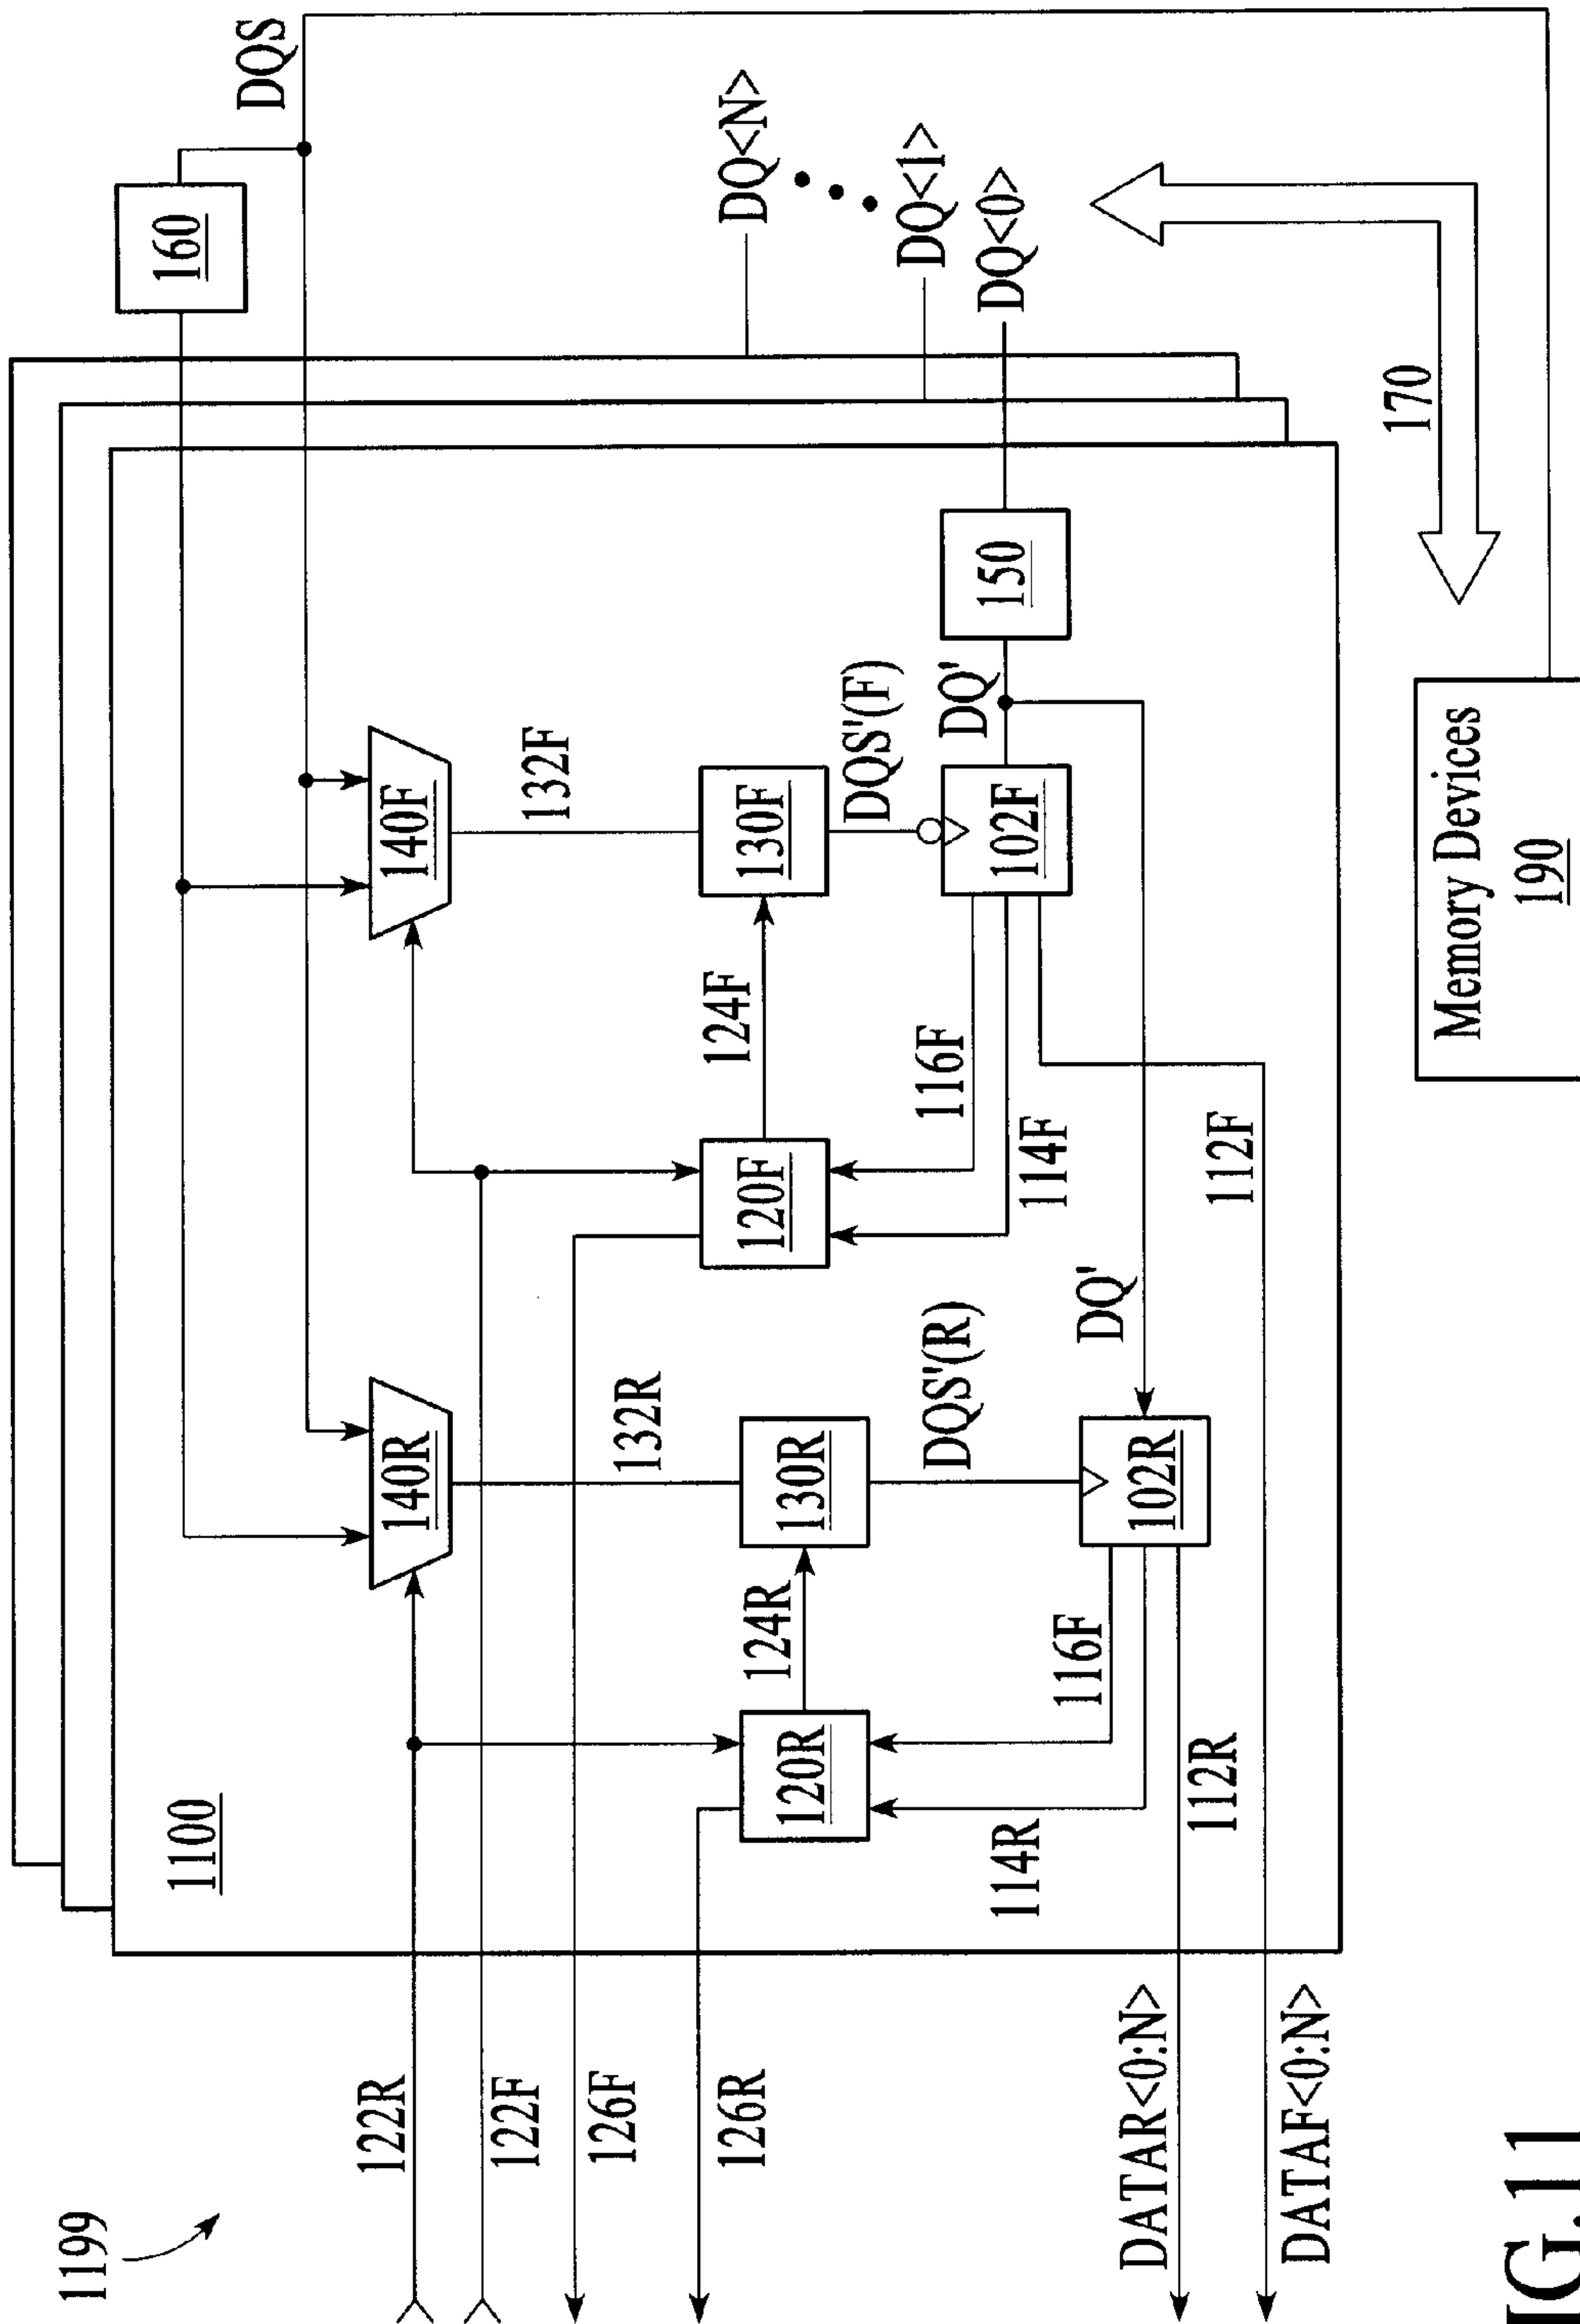 1199
1100
160
DQS
122R
122F
126F
126R
140R
140F
132R
132F
124R
124F
120R
130R
120F
130F
DQS'(R)
DQS'(F)
114R
116F
116F
114F
102R
102F
DQ'
DQ'
150
DQ<N>
DQ<1>
DQ<0>
112R
112F
DATAR<0:N>
DATAF<0:N>
170
Memory Devices
190
IG.11